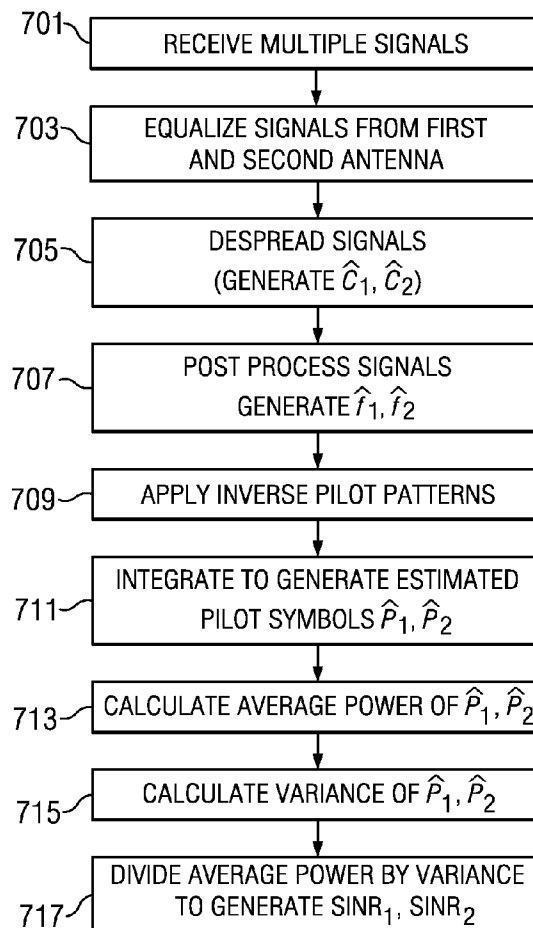 701
RECEIVE MULTIPLE SIGNALS
703
EQUALIZE SIGNALS FROM FIRST
AND SECOND ANTENNA
705
DESPREAD SIGNALS
(GENERATE Ĉ₁, Ĉ₂)
707
POST PROCESS SIGNALS
GENERATE f̂₁, f̂₂
709
APPLY INVERSE PILOT PATTERNS
711
INTEGRATE TO GENERATE ESTIMATED
PILOT SYMBOLS P̂₁, P̂₂
713
CALCULATE AVERAGE POWER OF P̂₁, P̂₂
715
CALCULATE VARIANCE OF P̂₁, P̂₂
717
DIVIDE AVERAGE POWER BY VARIANCE
TO GENERATE SINR₁, SINR₂